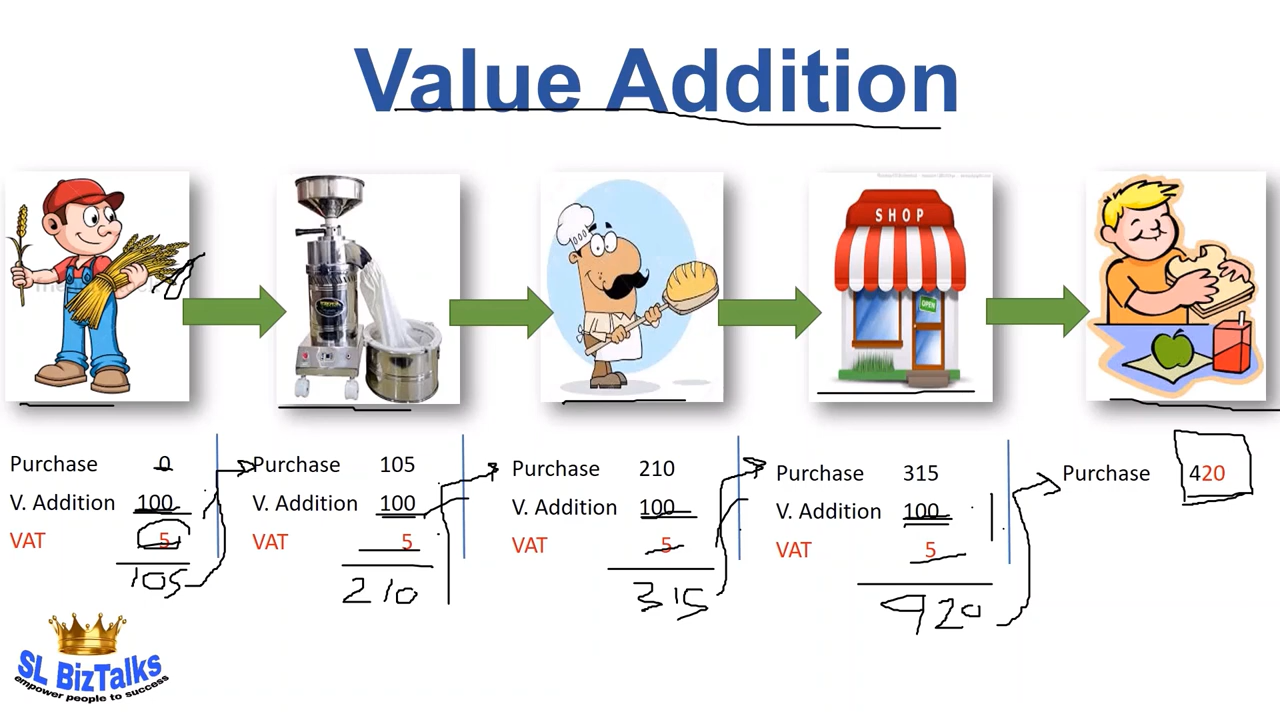 Value Addition
SHOP
OPEN
Purchase 0
V. Addition 100
VAT 5
105
Purchase 105
V. Addition 100
VAT 5
210
Purchase 210
V. Addition 100
VAT 5
315
Purchase 315
V. Addition 100
VAT 5
420
Purchase 420
SL BizTalks
empower people to success